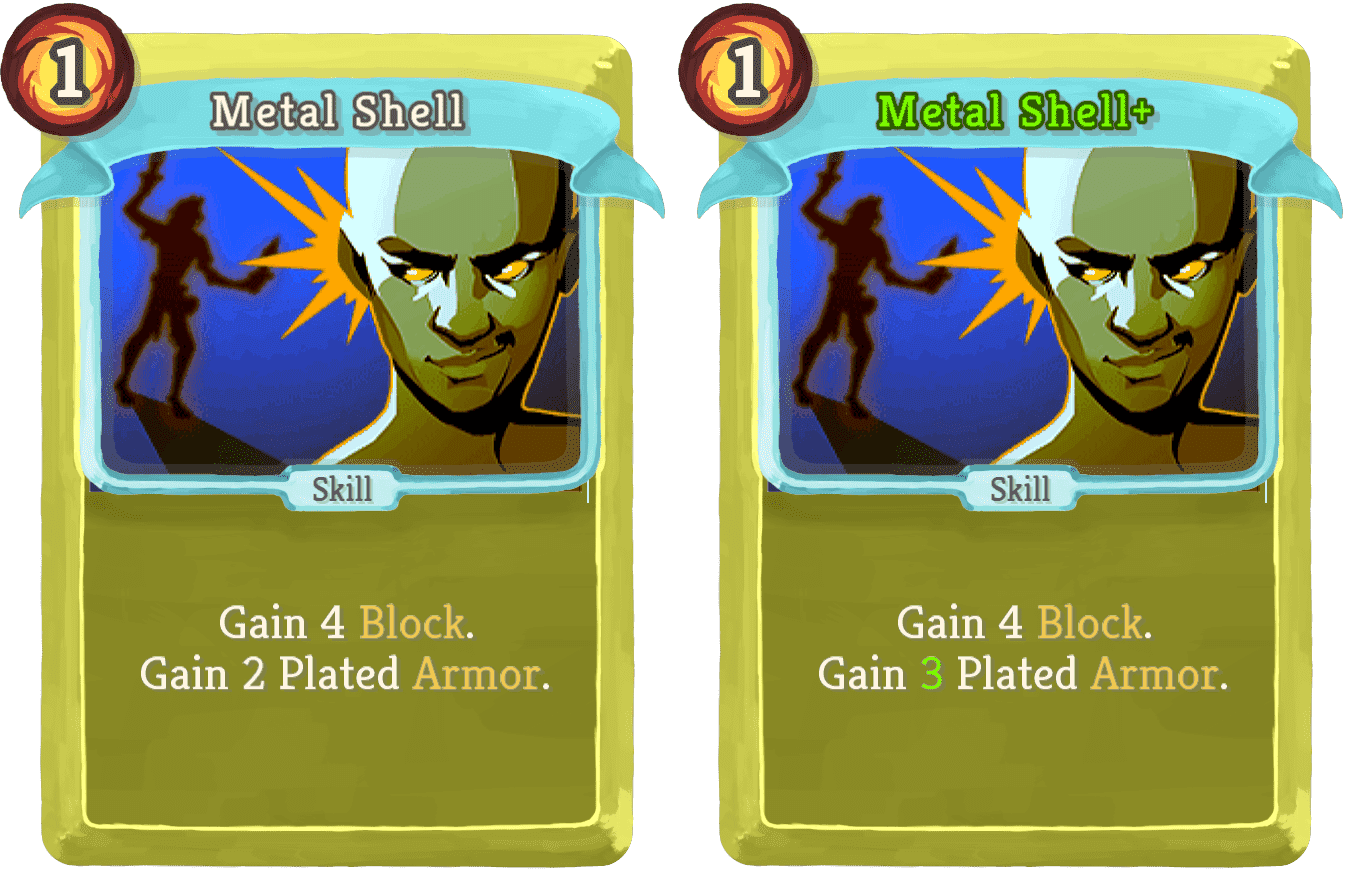 1
Metal Shell
Skill
Gain 4 Block.
Gain 2 Plated Armor.
1
Metal Shell+
Skill
Gain 4 Block.
Gain 3 Plated Armor.